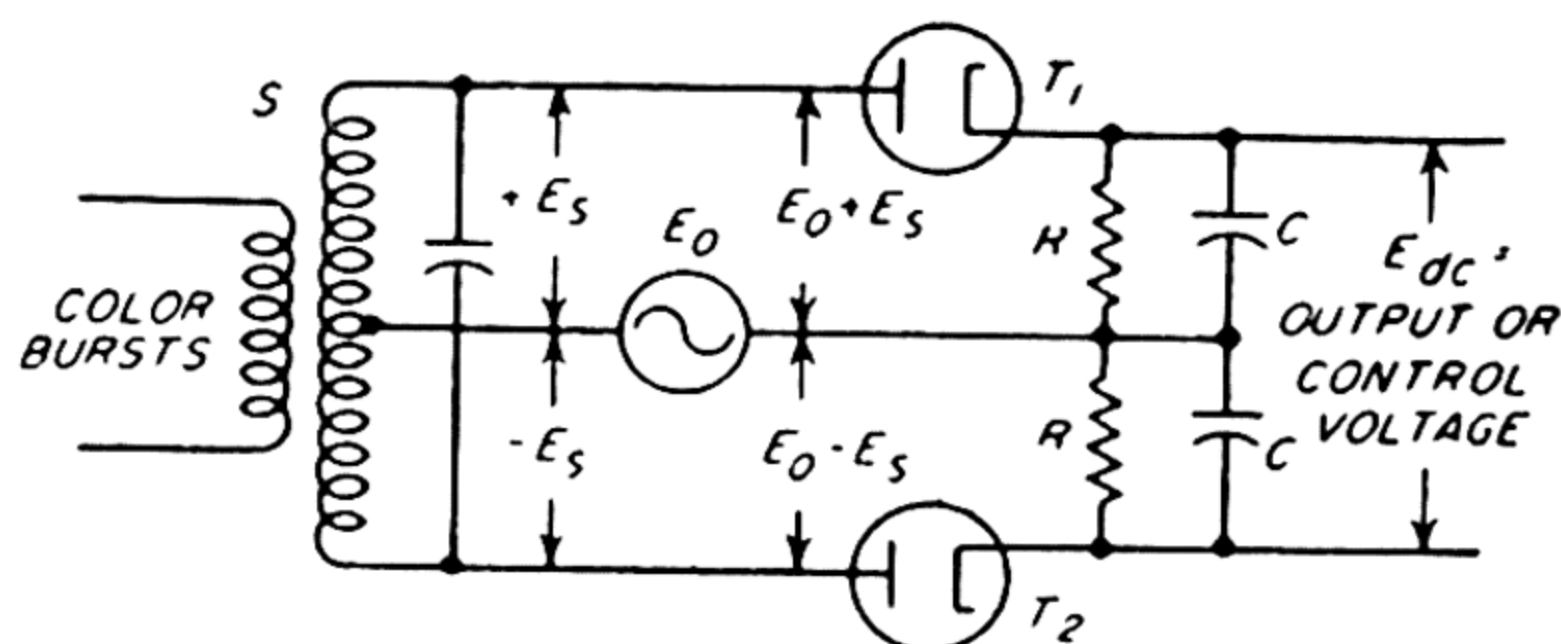 S
T1
+ ES
EO + ES
EO
R
C
Edc =
COLOR
BURSTS
OUTPUT OR
CONTROL
VOLTAGE
- ES
EO - ES
R
C
T2